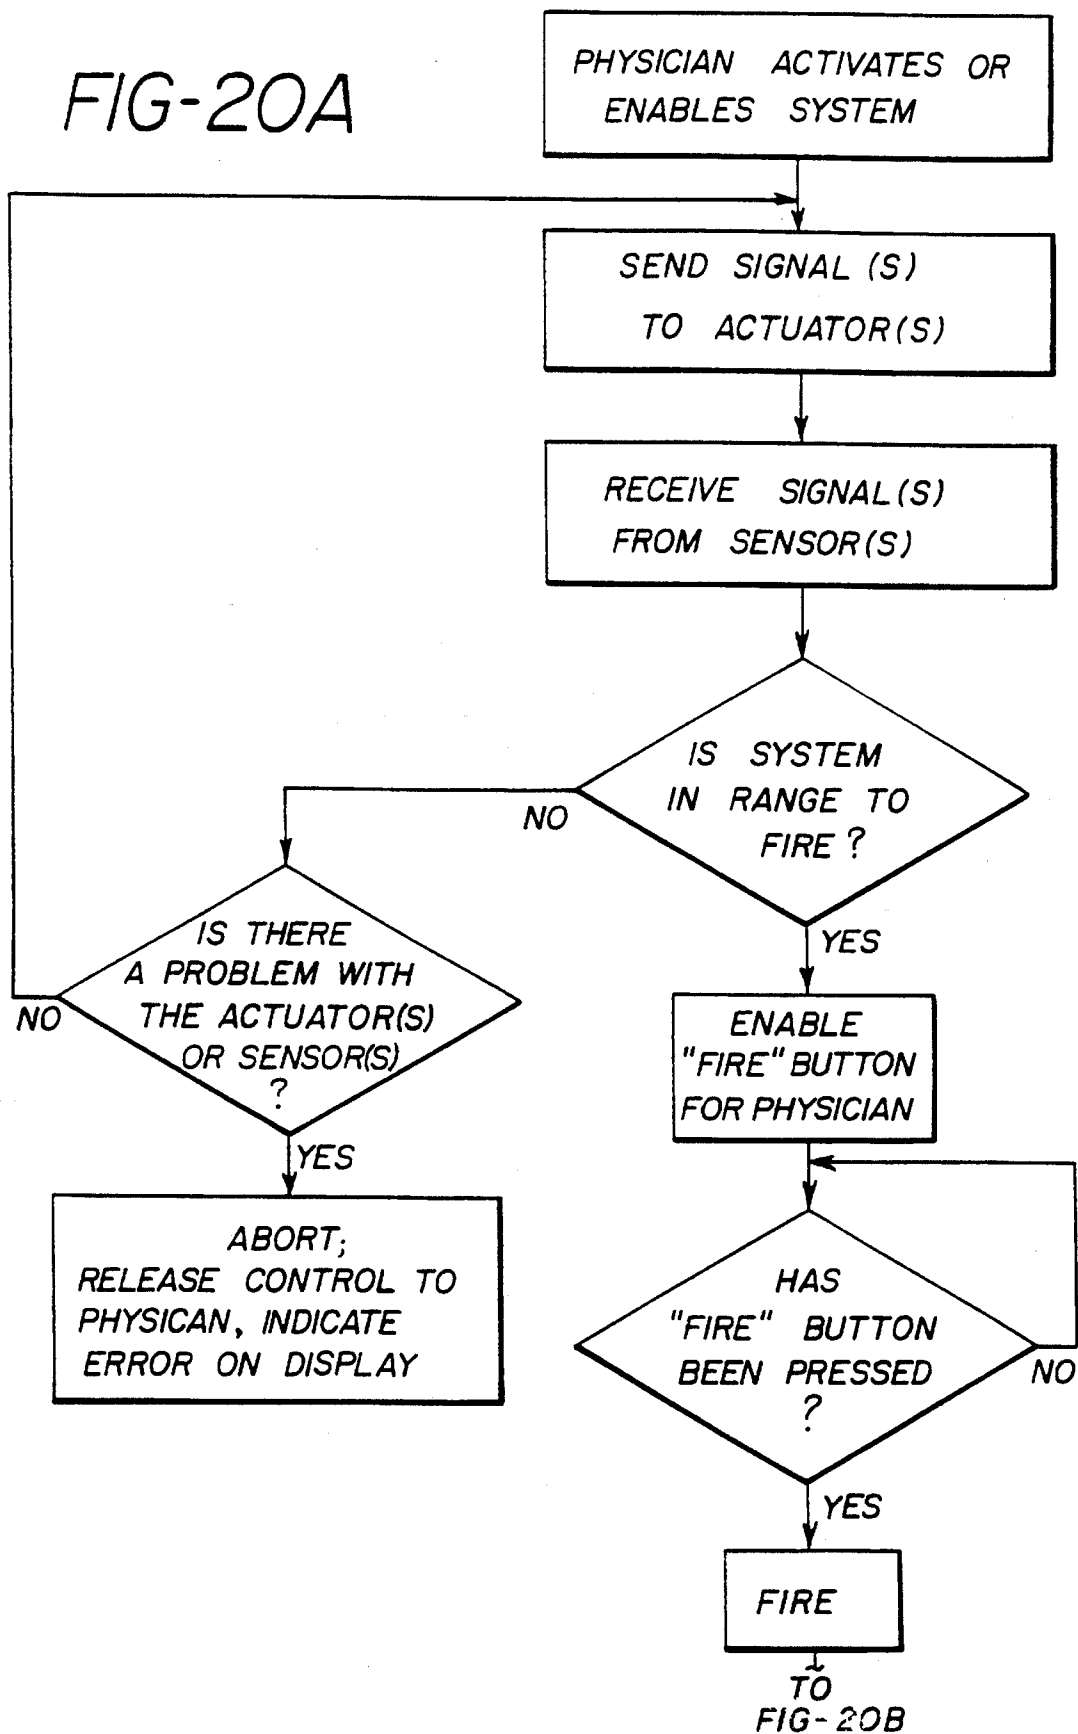 FIG-20A
PHYSICIAN ACTIVATES OR
ENABLES SYSTEM
SEND SIGNAL (S)
TO ACTUATOR(S)
RECEIVE SIGNAL(S)
FROM SENSOR(S)
IS SYSTEM
IN RANGE TO
FIRE ?
NO
YES
IS THERE
A PROBLEM WITH
THE ACTUATOR(S)
OR SENSOR(S)
?
NO
YES
ABORT;
RELEASE CONTROL TO
PHYSICAN, INDICATE
ERROR ON DISPLAY
ENABLE
"FIRE" BUTTON
FOR PHYSICIAN
HAS
"FIRE" BUTTON
BEEN PRESSED
?
NO
YES
FIRE
TO
FIG-20B